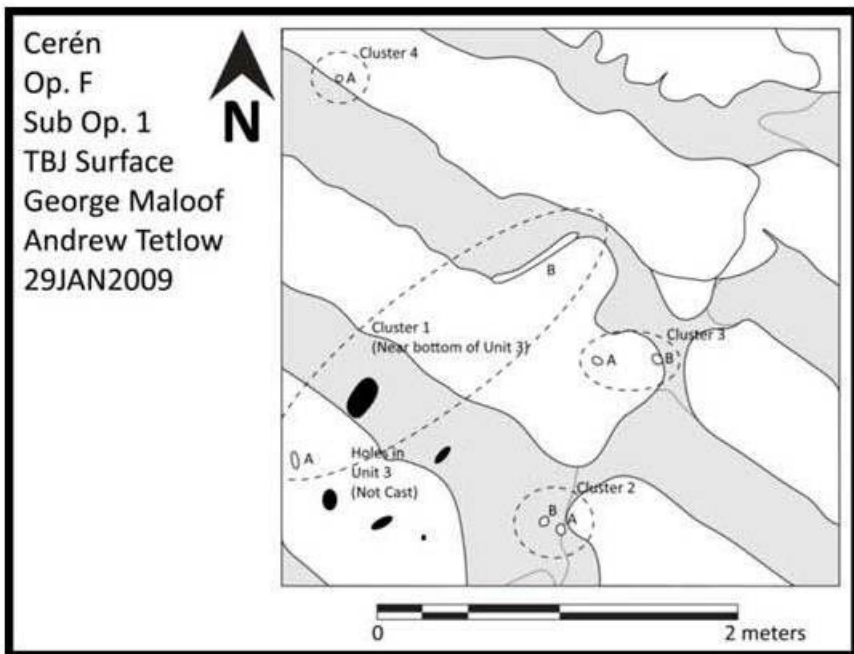 Cerén
Op. F
Sub Op. 1
TBJ Surface
George Maloof
Andrew Tetlow
29JAN2009
N
Cluster 4
A
B
Cluster 1
(Near bottom of Unit 3)
Cluster 3
A
B
A
Holes in
Unit 3
(Not Cast)
Cluster 2
B
A
0
2 meters